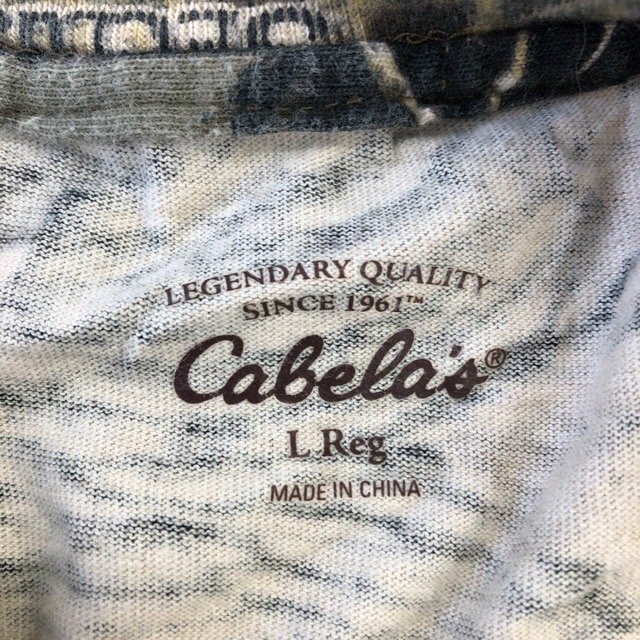 LEGENDARY QUALITY
SINCE 1961™
Cabela's®
L Reg
MADE IN CHINA